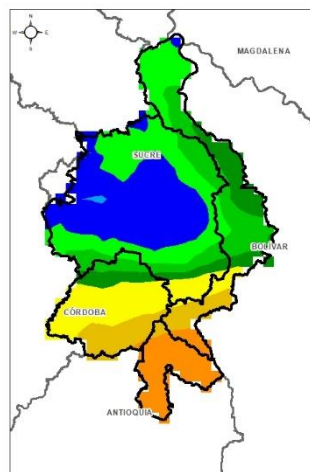 N
W E
S
MAGDALENA
SUCRE
BOLIVAR
CÓRDOBA
ANTIOQUIA